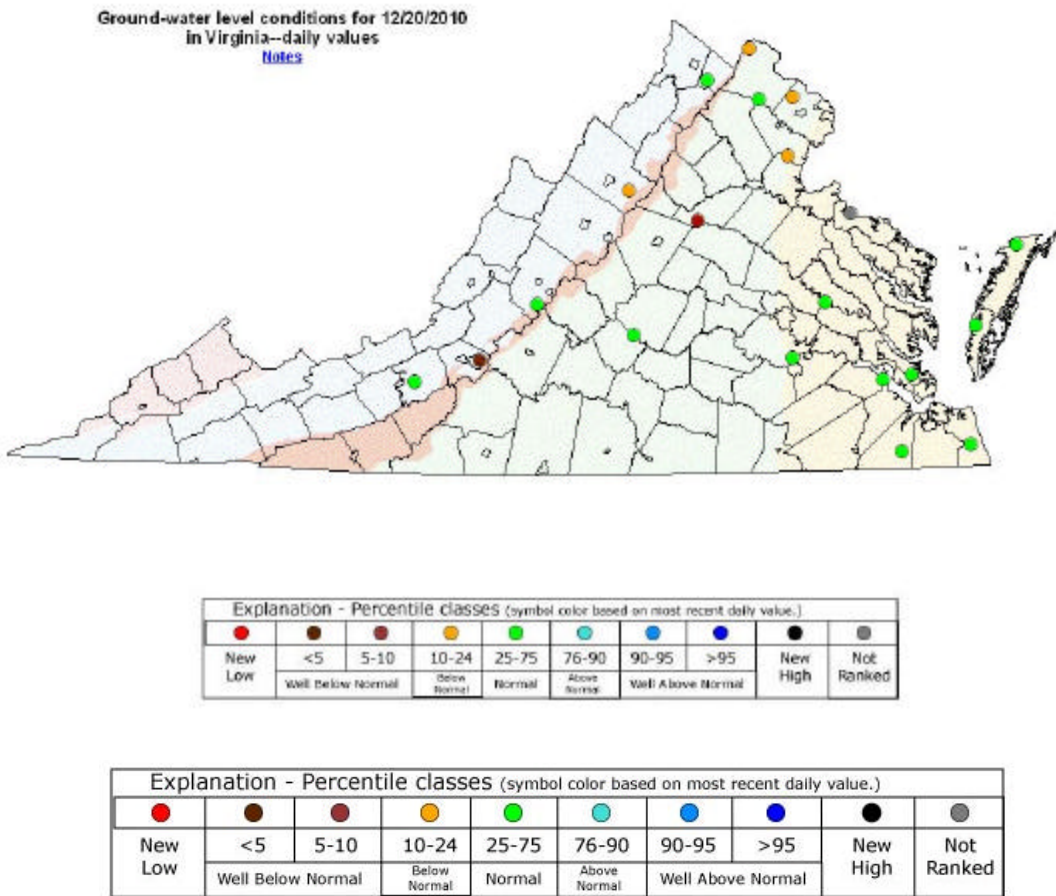 Ground-water level conditions for 12/20/2010
in Virginia--daily values
Notes
Explanation - Percentile classes (symbol color based on most recent daily value.)
New Low <5 5-10 10-24 25-75 76-90 90-95 >95 New High Not Ranked
Well Below Normal Below Normal Normal Above Normal Well Above Normal
Explanation - Percentile classes (symbol color based on most recent daily value.)
New Low <5 5-10 10-24 25-75 76-90 90-95 >95 New High Not Ranked
Well Below Normal Below Normal Normal Above Normal Well Above Normal